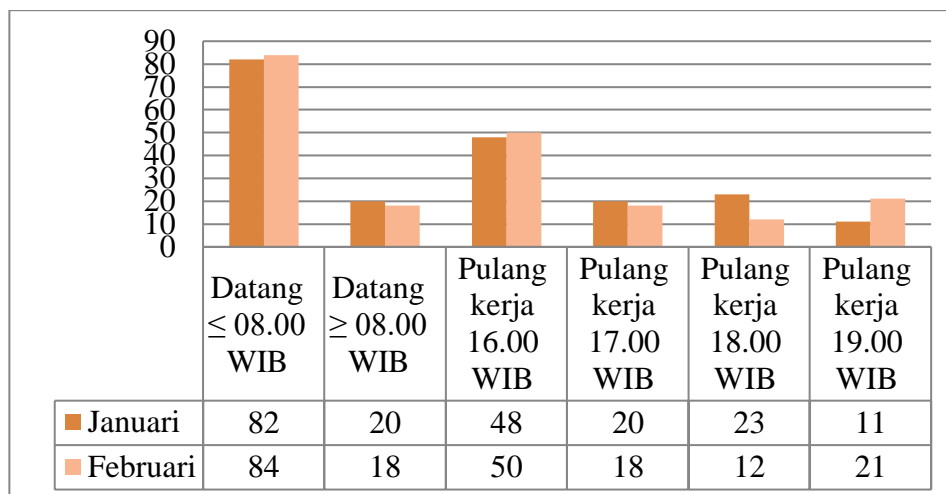 90
80
70
60
50
40
30
20
10
0
Datang
≤ 08.00
WIB
Datang
≥ 08.00
WIB
Pulang
kerja
16.00
WIB
Pulang
kerja
17.00
WIB
Pulang
kerja
18.00
WIB
Pulang
kerja
19.00
WIB
Januari 82 20 48 20 23 11
Februari 84 18 50 18 12 21